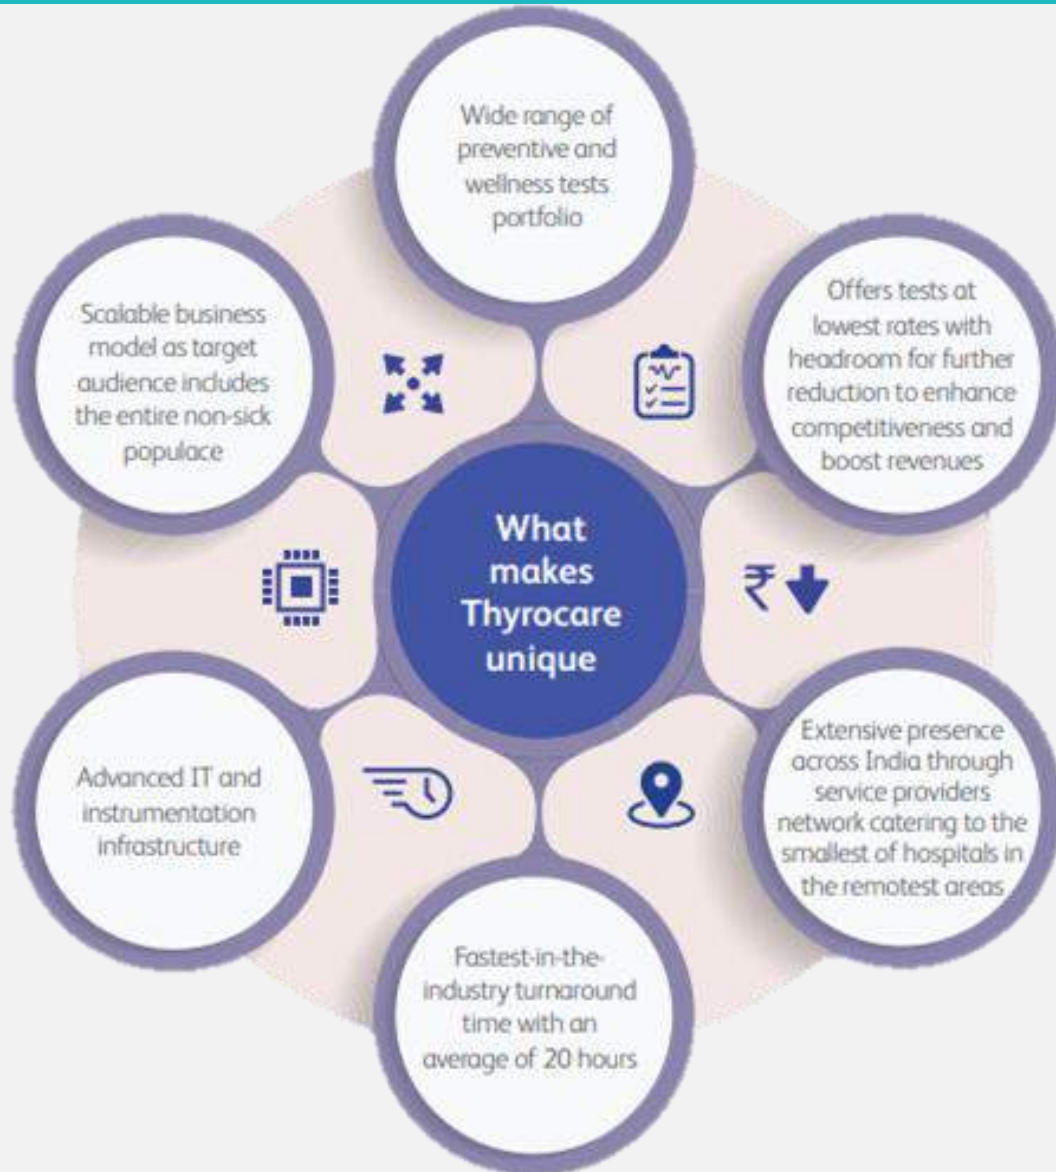 Wide range of
preventive and
wellness tests
portfolio
Offers tests at
lowest rates with
headroom for further
reduction to enhance
competitiveness and
boost revenues
Extensive presence
across India through
service providers
network catering to the
smallest of hospitals in
the remotest areas
Fastest-in-the-
industry turnaround
time with an
average of 20 hours
Advanced IT and
instrumentation
infrastructure
Scalable business
model as target
audience includes
the entire non-sick
populace
What
makes
Thyrocare
unique
₹